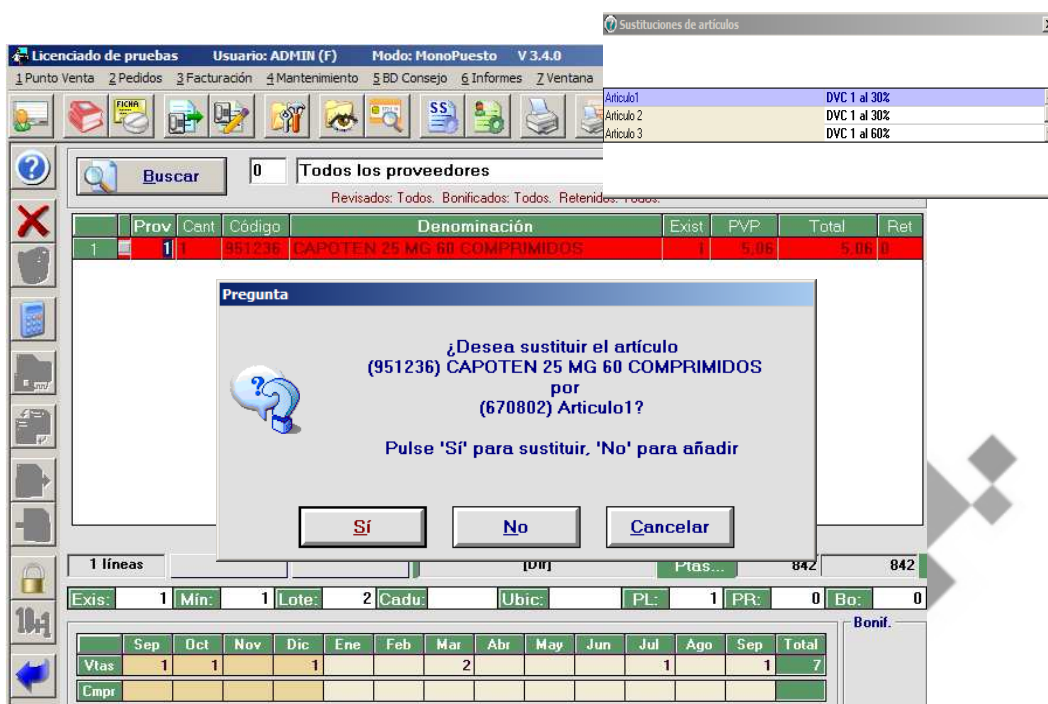 Sustituciones de artículos
Articulo1 DVC 1 al 30%
Articulo 2 DVC 1 al 30%
Articulo 3 DVC 1 al 60%
Licenciado de pruebas Usuario: ADMIN (F) Modo: MonoPuesto V 3.4.0
1 Punto Venta 2 Pedidos 3 Facturación 4 Mantenimiento 5 BD Consejo 6 Informes 7 Ventana
FICHA
SS
Buscar 0 Todos los proveedores
Revisados: Todos. Bonificados: Todos. Retenidos: Todos.
Prov Cant Código Denominación Exist PVP Total Ret
1 1 1 951236 CAPOTEN 25 MG 60 COMPRIMIDOS 1 5,06 5,06 0
Pregunta
¿Desea sustituir el artículo
(951236) CAPOTEN 25 MG 60 COMPRIMIDOS
por
(670802) Articulo1?
Pulse 'Sí' para sustituir, 'No' para añadir
Sí No Cancelar
1 líneas [Dif] Ptas... 842 842
Exis: 1 Mín: 1 Lote: 2 Cadu: Ubic: PL: 1 PR: 0 Bo: 0
Bonif.
Sep Oct Nov Dic Ene Feb Mar Abr May Jun Jul Ago Sep Total
Vtas 1 1 1 2 1 1 7
Cmpr